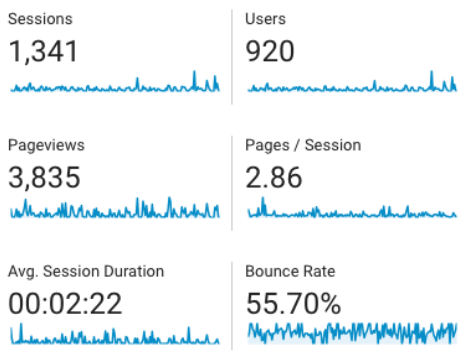 Sessions
1,341
Users
920
Pageviews
3,835
Pages / Session
2.86
Avg. Session Duration
00:02:22
Bounce Rate
55.70%